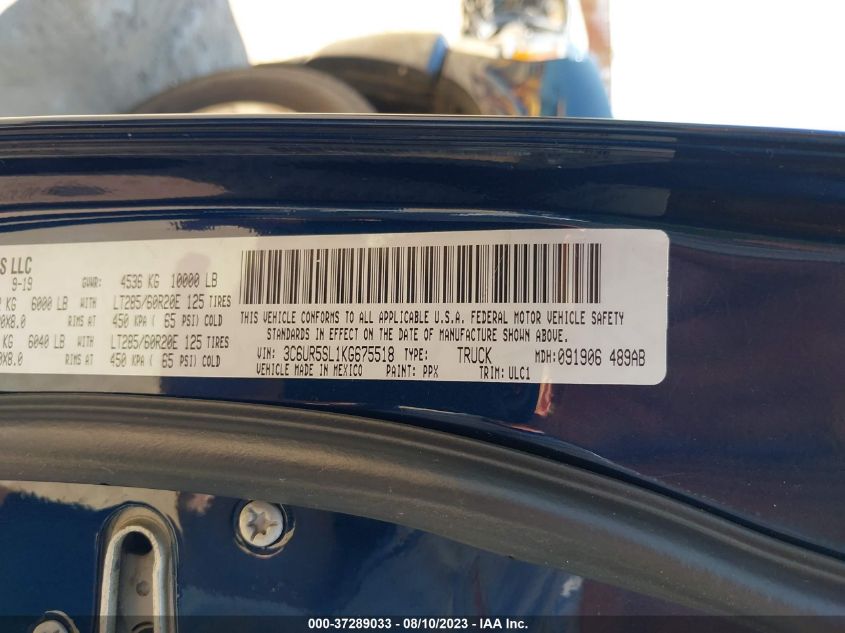 S LLC
9-19 GVWR: 4536 KG 10000 LB
KG 6000 LB WITH LT285/60R20E 125 TIRES
0X8.0 RIMS AT 450 KPA ( 65 PSI) COLD
KG 6040 LB WITH LT285/60R20E 125 TIRES
0X8.0 RIMS AT 450 KPA ( 65 PSI) COLD
THIS VEHICLE CONFORMS TO ALL APPLICABLE U.S.A. FEDERAL MOTOR VEHICLE SAFETY
STANDARDS IN EFFECT ON THE DATE OF MANUFACTURE SHOWN ABOVE.
VIN: 3C6UR5SL1KG675518 TYPE: TRUCK MDH: 091906 489AB
VEHICLE MADE IN MEXICO PAINT: PPX TRIM: ULC1
000-37289033 - 08/10/2023 - IAA Inc.